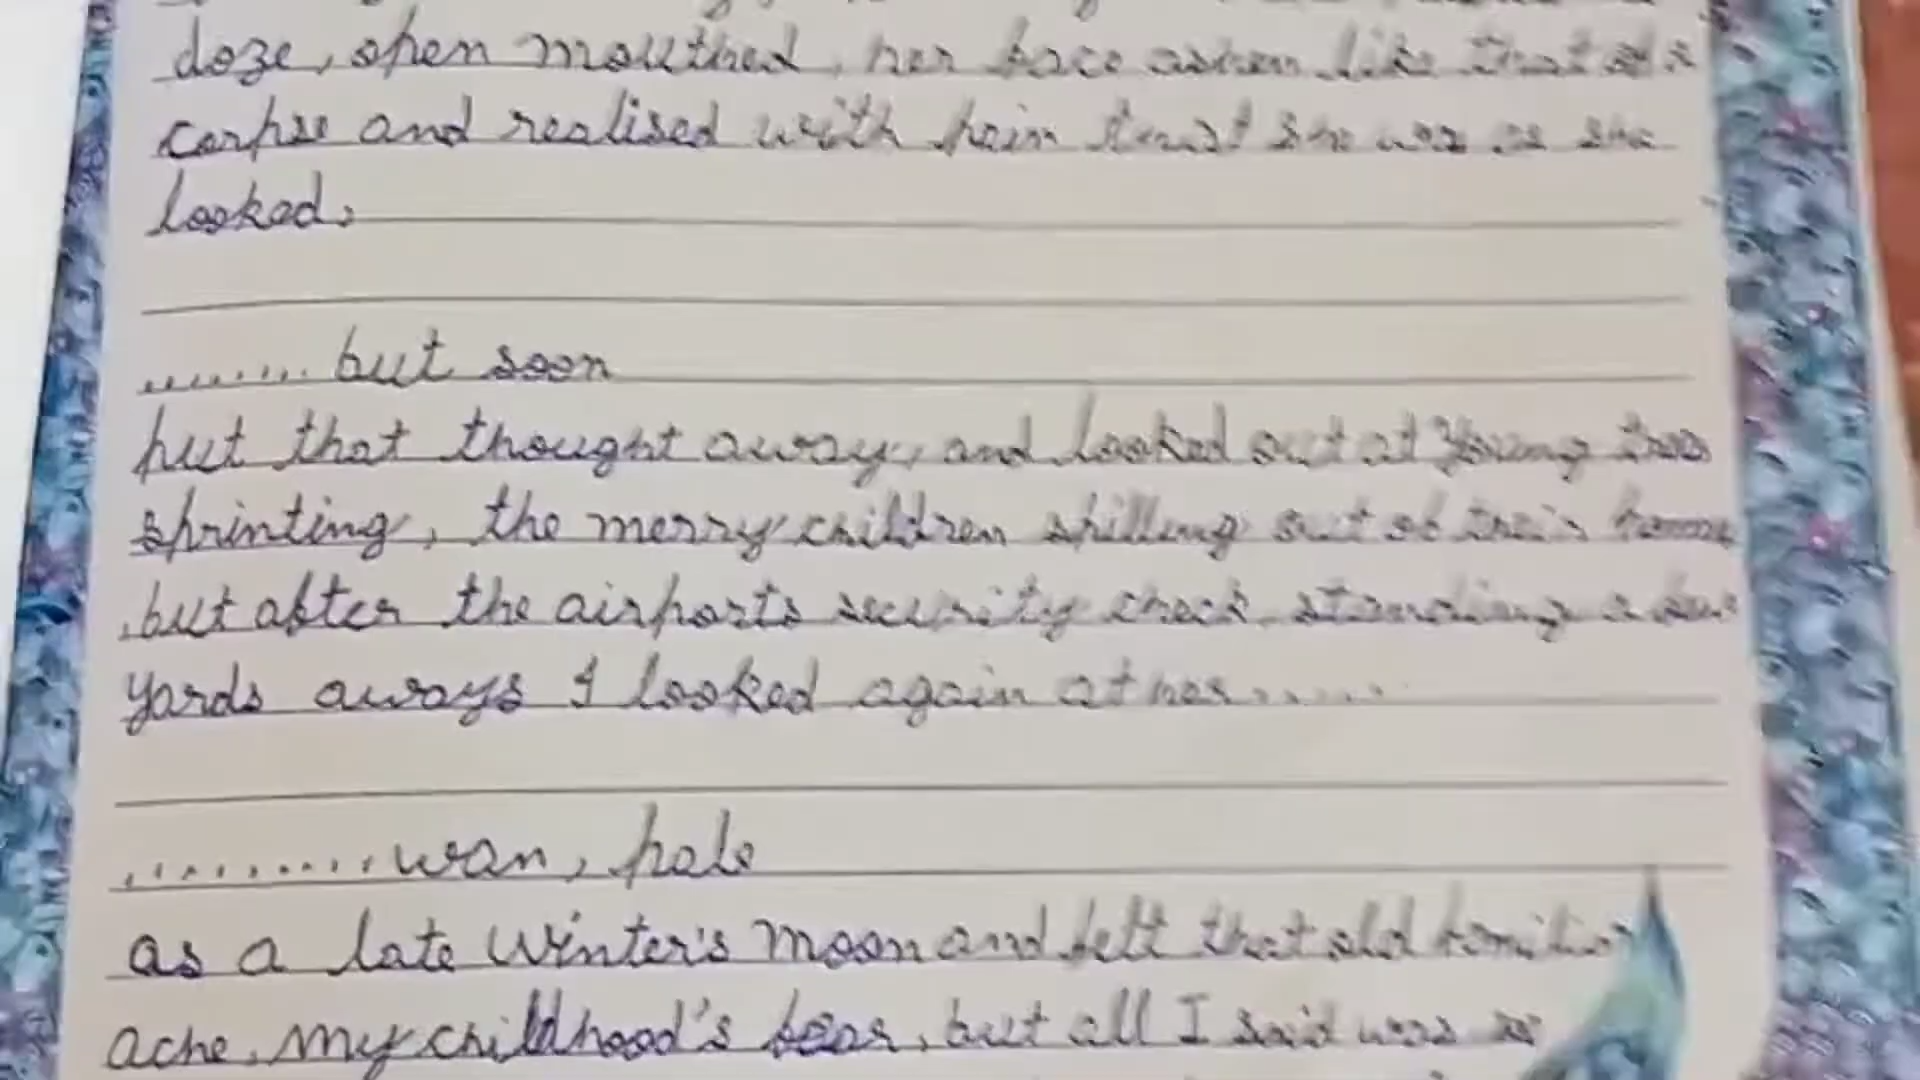 doze, open mouthed, her face ashen like that of a
corpse and realised with pain that she was as she
looked,
......... but soon
put that thought away, and looked out at Young trees
sprinting, the merry children spilling out of their home
,but after the airports security check, standing a few
yards aways I looked again at her......
..........wan, pale
as a late Winter's moon and felt that old familiar
ache, my childhood's fear, but all I said was